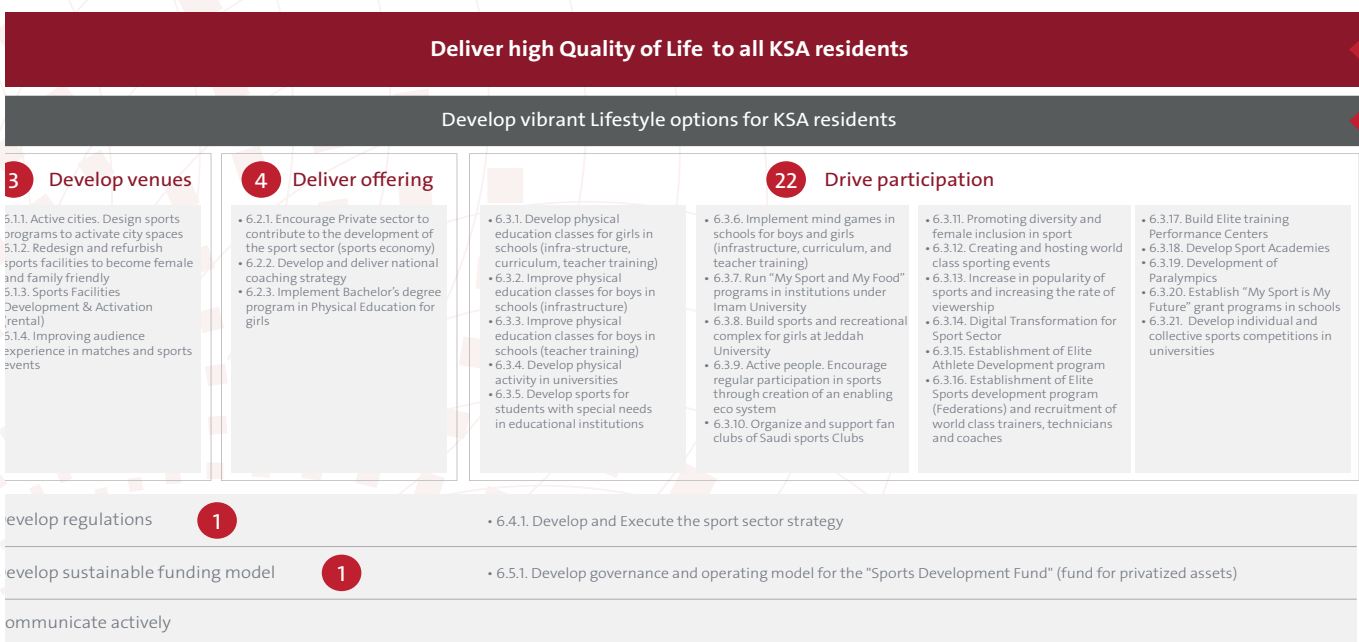 Deliver high Quality of Life to all KSA residents
Develop vibrant Lifestyle options for KSA residents
3 Develop venues
6.1.1. Active cities. Design sports
programs to activate city spaces
6.1.2. Redesign and refurbish
sports facilities to become female
and family friendly
6.1.3. Sports Facilities
Development & Activation
(rental)
6.1.4. Improving audience
experience in matches and sports
events
4 Deliver offering
• 6.2.1. Encourage Private sector to
contribute to the development of
the sport sector (sports economy)
• 6.2.2. Develop and deliver national
coaching strategy
• 6.2.3. Implement Bachelor's degree
program in Physical Education for
girls
22 Drive participation
• 6.3.1. Develop physical
education classes for girls in
schools (infra-structure,
curriculum, teacher training)
• 6.3.2. Improve physical
education classes for boys in
schools (infrastructure)
• 6.3.3. Improve physical
education classes for boys in
schools (teacher training)
• 6.3.4. Develop physical
activity in universities
• 6.3.5. Develop sports for
students with special needs
in educational institutions
• 6.3.6. Implement mind games in
schools for boys and girls
(infrastructure, curriculum, and
teacher training)
• 6.3.7. Run "My Sport and My Food"
programs in institutions under
Imam University
• 6.3.8. Build sports and recreational
complex for girls at Jeddah
University
• 6.3.9. Active people. Encourage
regular participation in sports
through creation of an enabling
eco system
• 6.3.10. Organize and support fan
clubs of Saudi sports Clubs
• 6.3.11. Promoting diversity and
female inclusion in sport
• 6.3.12. Creating and hosting world
class sporting events
• 6.3.13. Increase in popularity of
sports and increasing the rate of
viewership
• 6.3.14. Digital Transformation for
Sport Sector
• 6.3.15. Establishment of Elite
Athlete Development program
• 6.3.16. Establishment of Elite
Sports development program
(Federations) and recruitment of
world class trainers, technicians
and coaches
• 6.3.17. Build Elite training
Performance Centers
• 6.3.18. Develop Sport Academies
• 6.3.19. Development of
Paralympics
• 6.3.20. Establish "My Sport is My
Future" grant programs in schools
• 6.3.21. Develop individual and
collective sports competitions in
universities
evelop regulations 1 • 6.4.1. Develop and Execute the sport sector strategy
evelop sustainable funding model 1 • 6.5.1. Develop governance and operating model for the "Sports Development Fund" (fund for privatized assets)
ommunicate actively